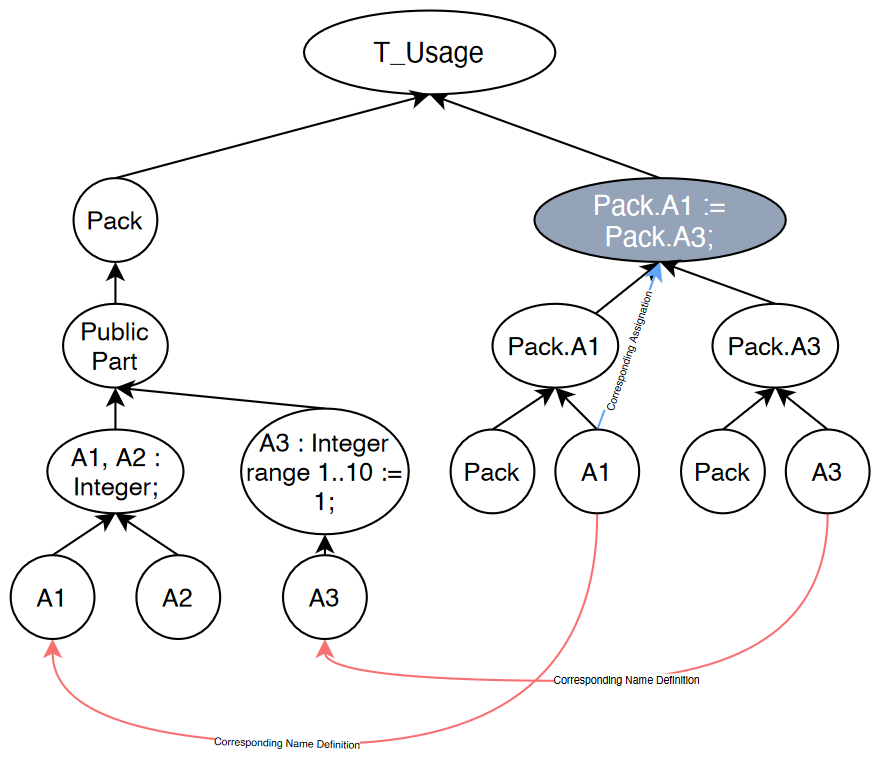 T_Usage
Pack
Pack.A1 :=
Pack.A3;
Public
Part
Pack.A1
Pack.A3
Corresponding Assignation
A1, A2 :
Integer;
A3 : Integer
range 1..10 :=
1;
Pack
A1
Pack
A3
A1
A2
A3
Corresponding Name Definition
Corresponding Name Definition